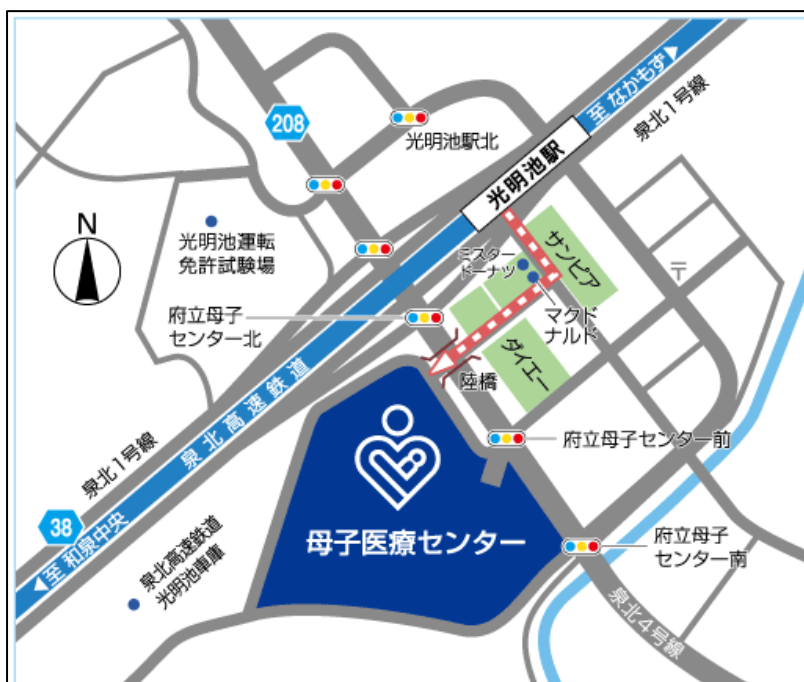 至 なかもず
泉北1号線
208
光明池駅北
光明池駅
N
光明池運転
免許試験場
サンピア
ミスター
ドーナツ
〒
マクド
ナルド
府立母子
センター北
ダイエー
陸橋
泉北高速鉄道
府立母子センター前
泉北1号線
38
母子医療センター
至 和泉中央
府立母子
センター南
泉北高速鉄道
光明池車庫
泉北4号線